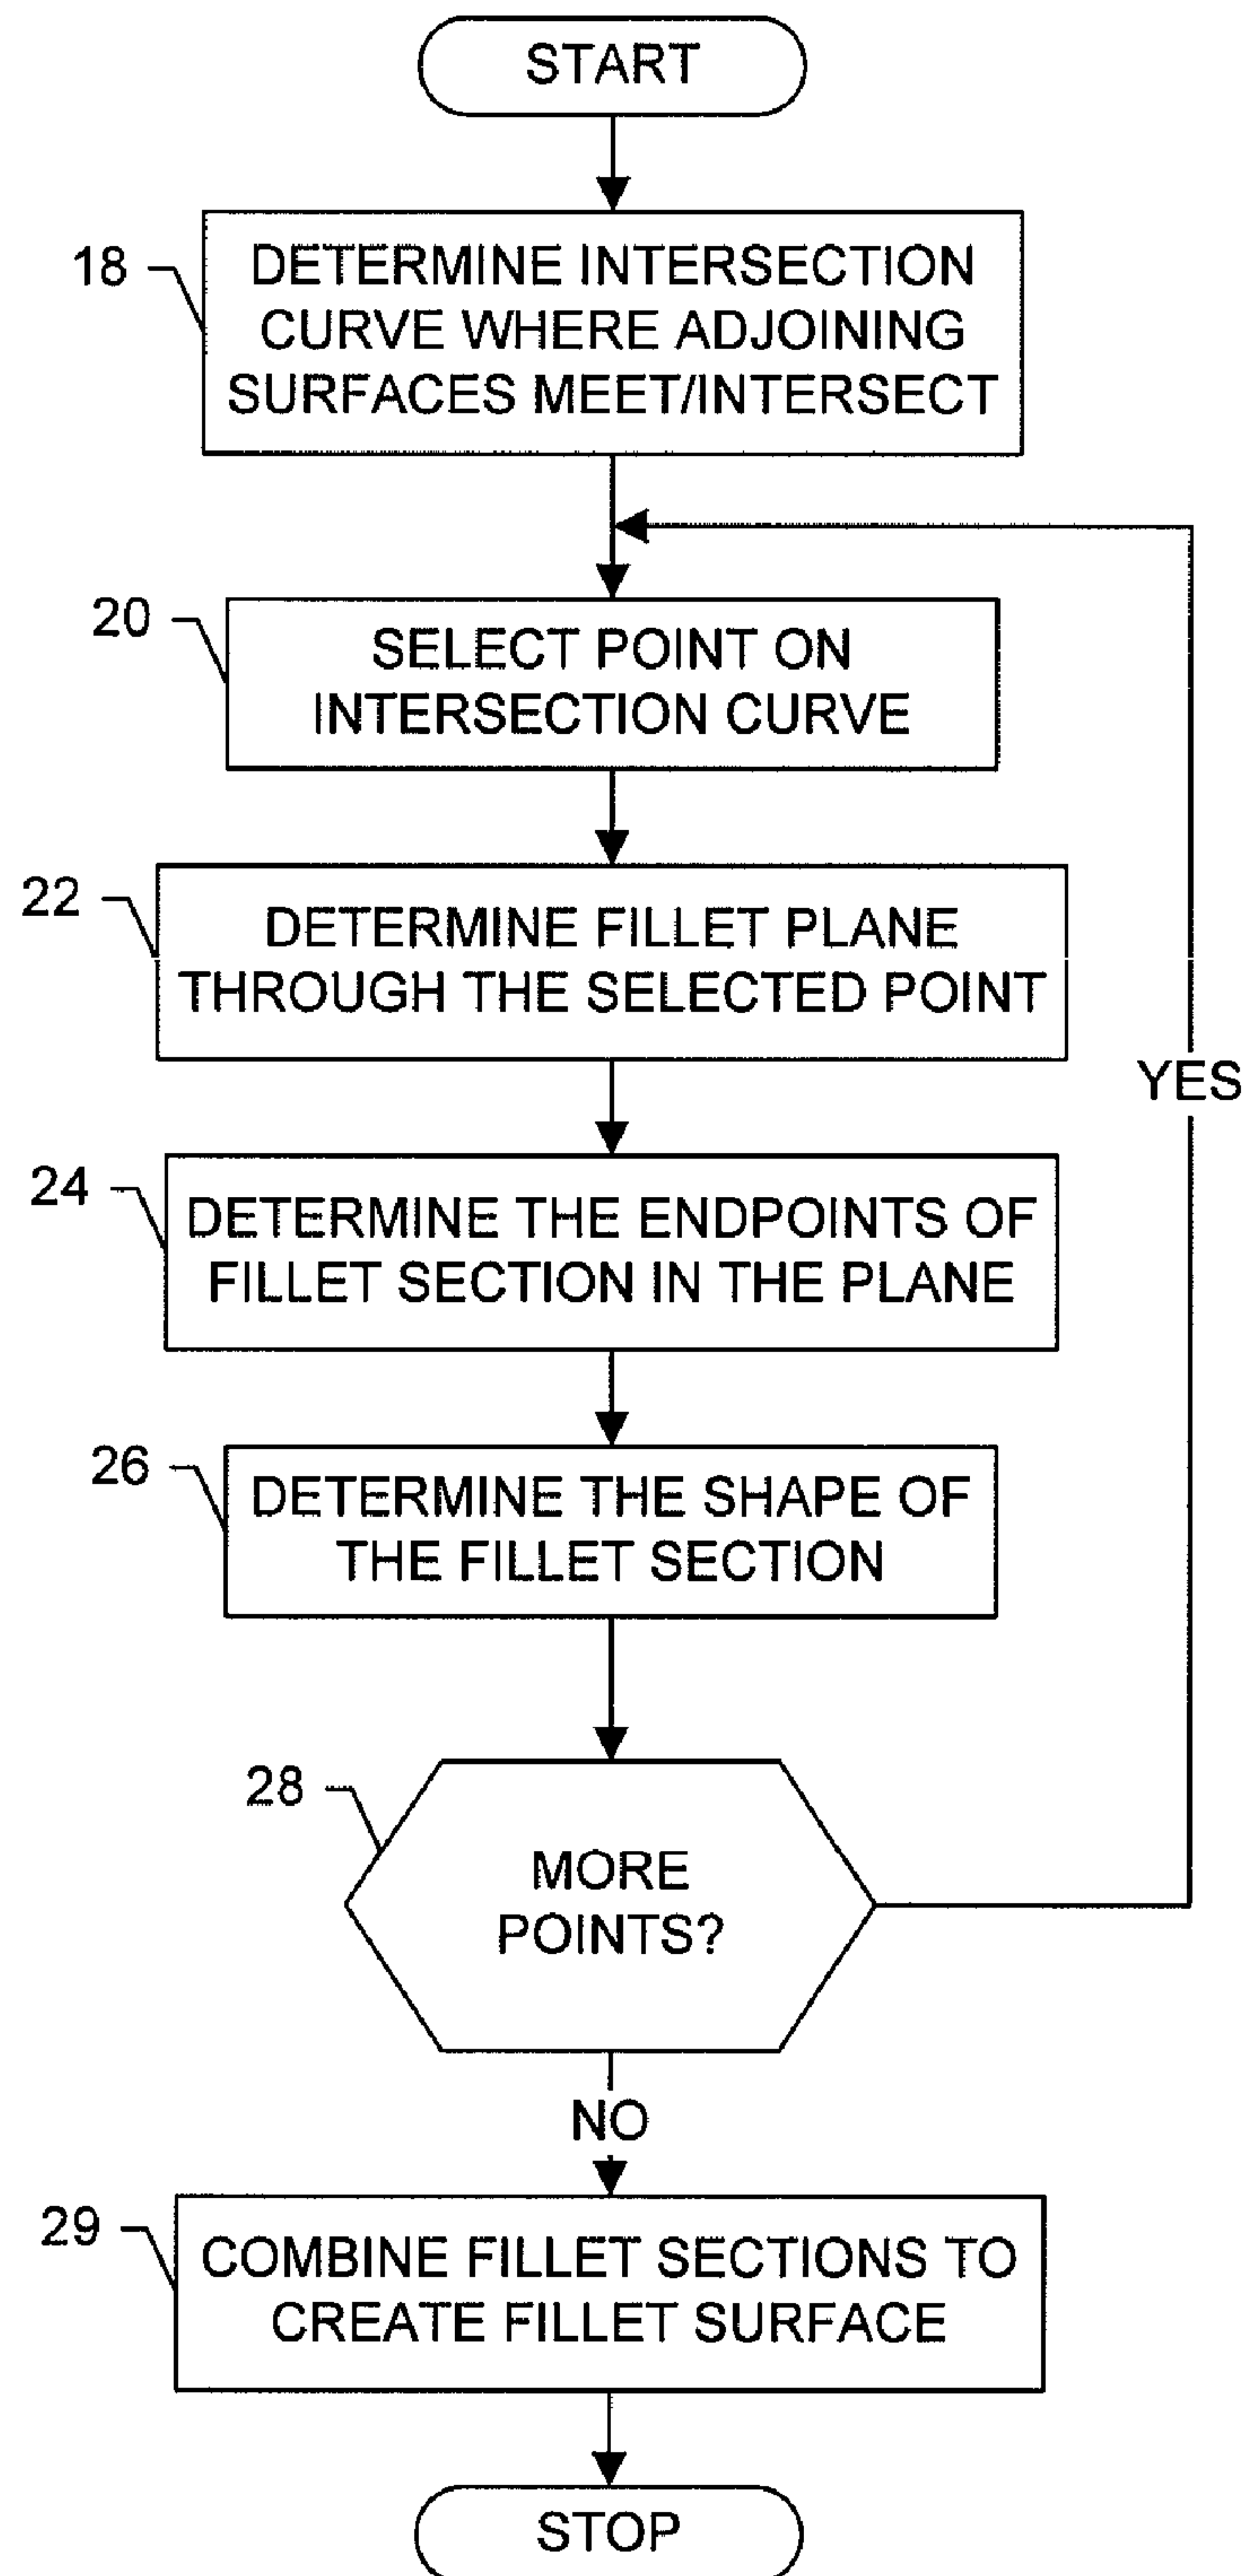 START
18
DETERMINE INTERSECTION
CURVE WHERE ADJOINING
SURFACES MEET/INTERSECT
20
SELECT POINT ON
INTERSECTION CURVE
22
DETERMINE FILLET PLANE
THROUGH THE SELECTED POINT
YES
24
DETERMINE THE ENDPOINTS OF
FILLET SECTION IN THE PLANE
26
DETERMINE THE SHAPE OF
THE FILLET SECTION
28
MORE
POINTS?
NO
29
COMBINE FILLET SECTIONS TO
CREATE FILLET SURFACE
STOP